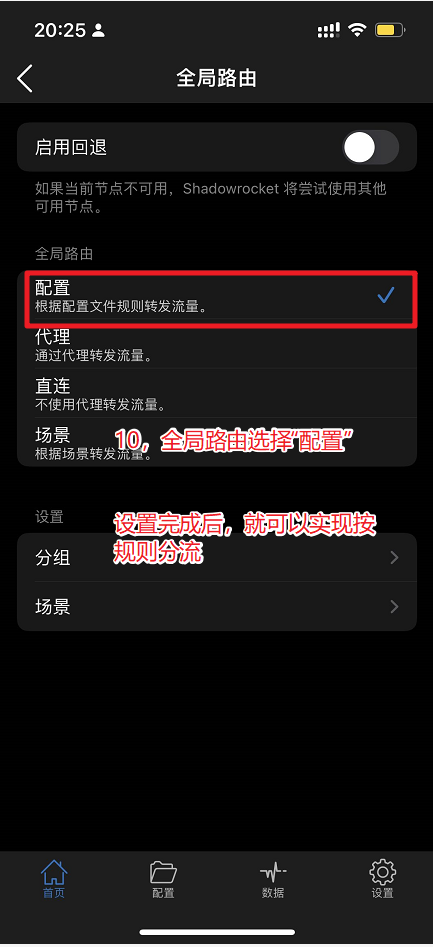 20:25
全局路由
启用回退
如果当前节点不可用，Shadowrocket 将尝试使用其他
可用节点。
全局路由
配置
根据配置文件规则转发流量。
代理
通过代理转发流量。
直连
不使用代理转发流量。
场景
根据场景转发流量。
10，全局路由选择“配置”
设置
设置完成后，就可以实现按
规则分流
分组
场景
首页
配置
数据
设置